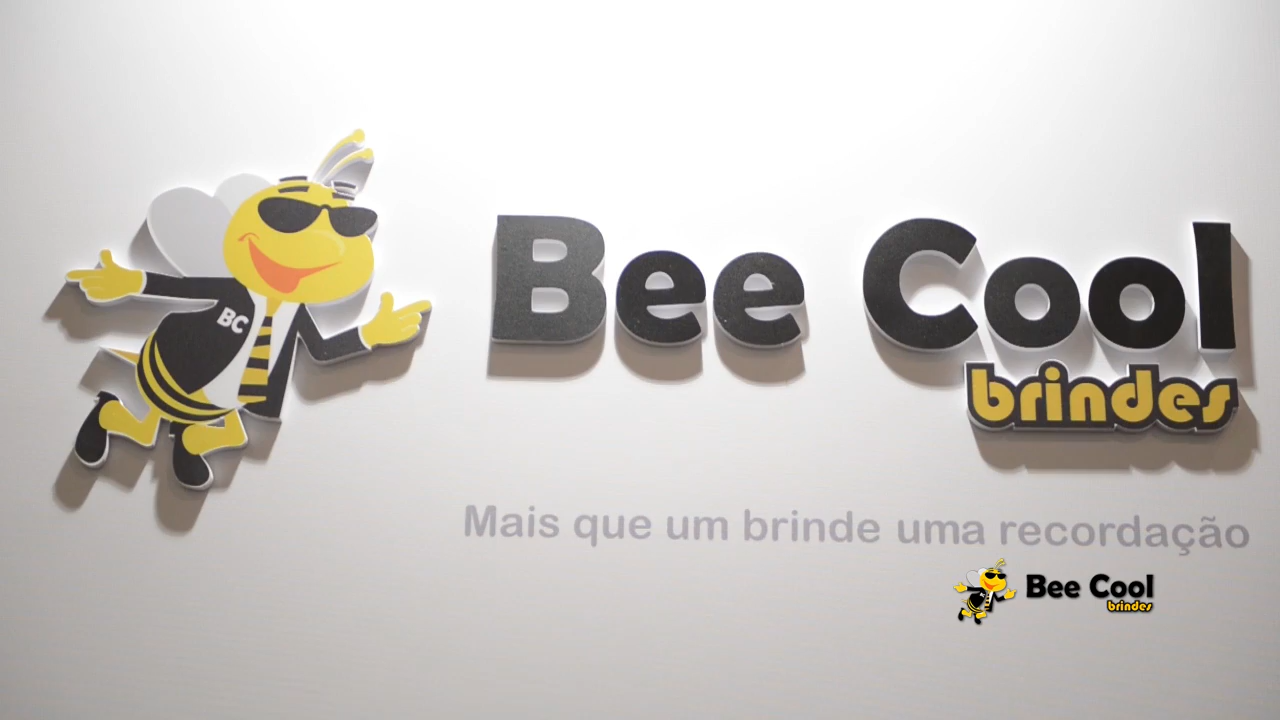 BC
Bee Cool
brindes
Mais que um brinde uma recordação
Bee Cool
brindes